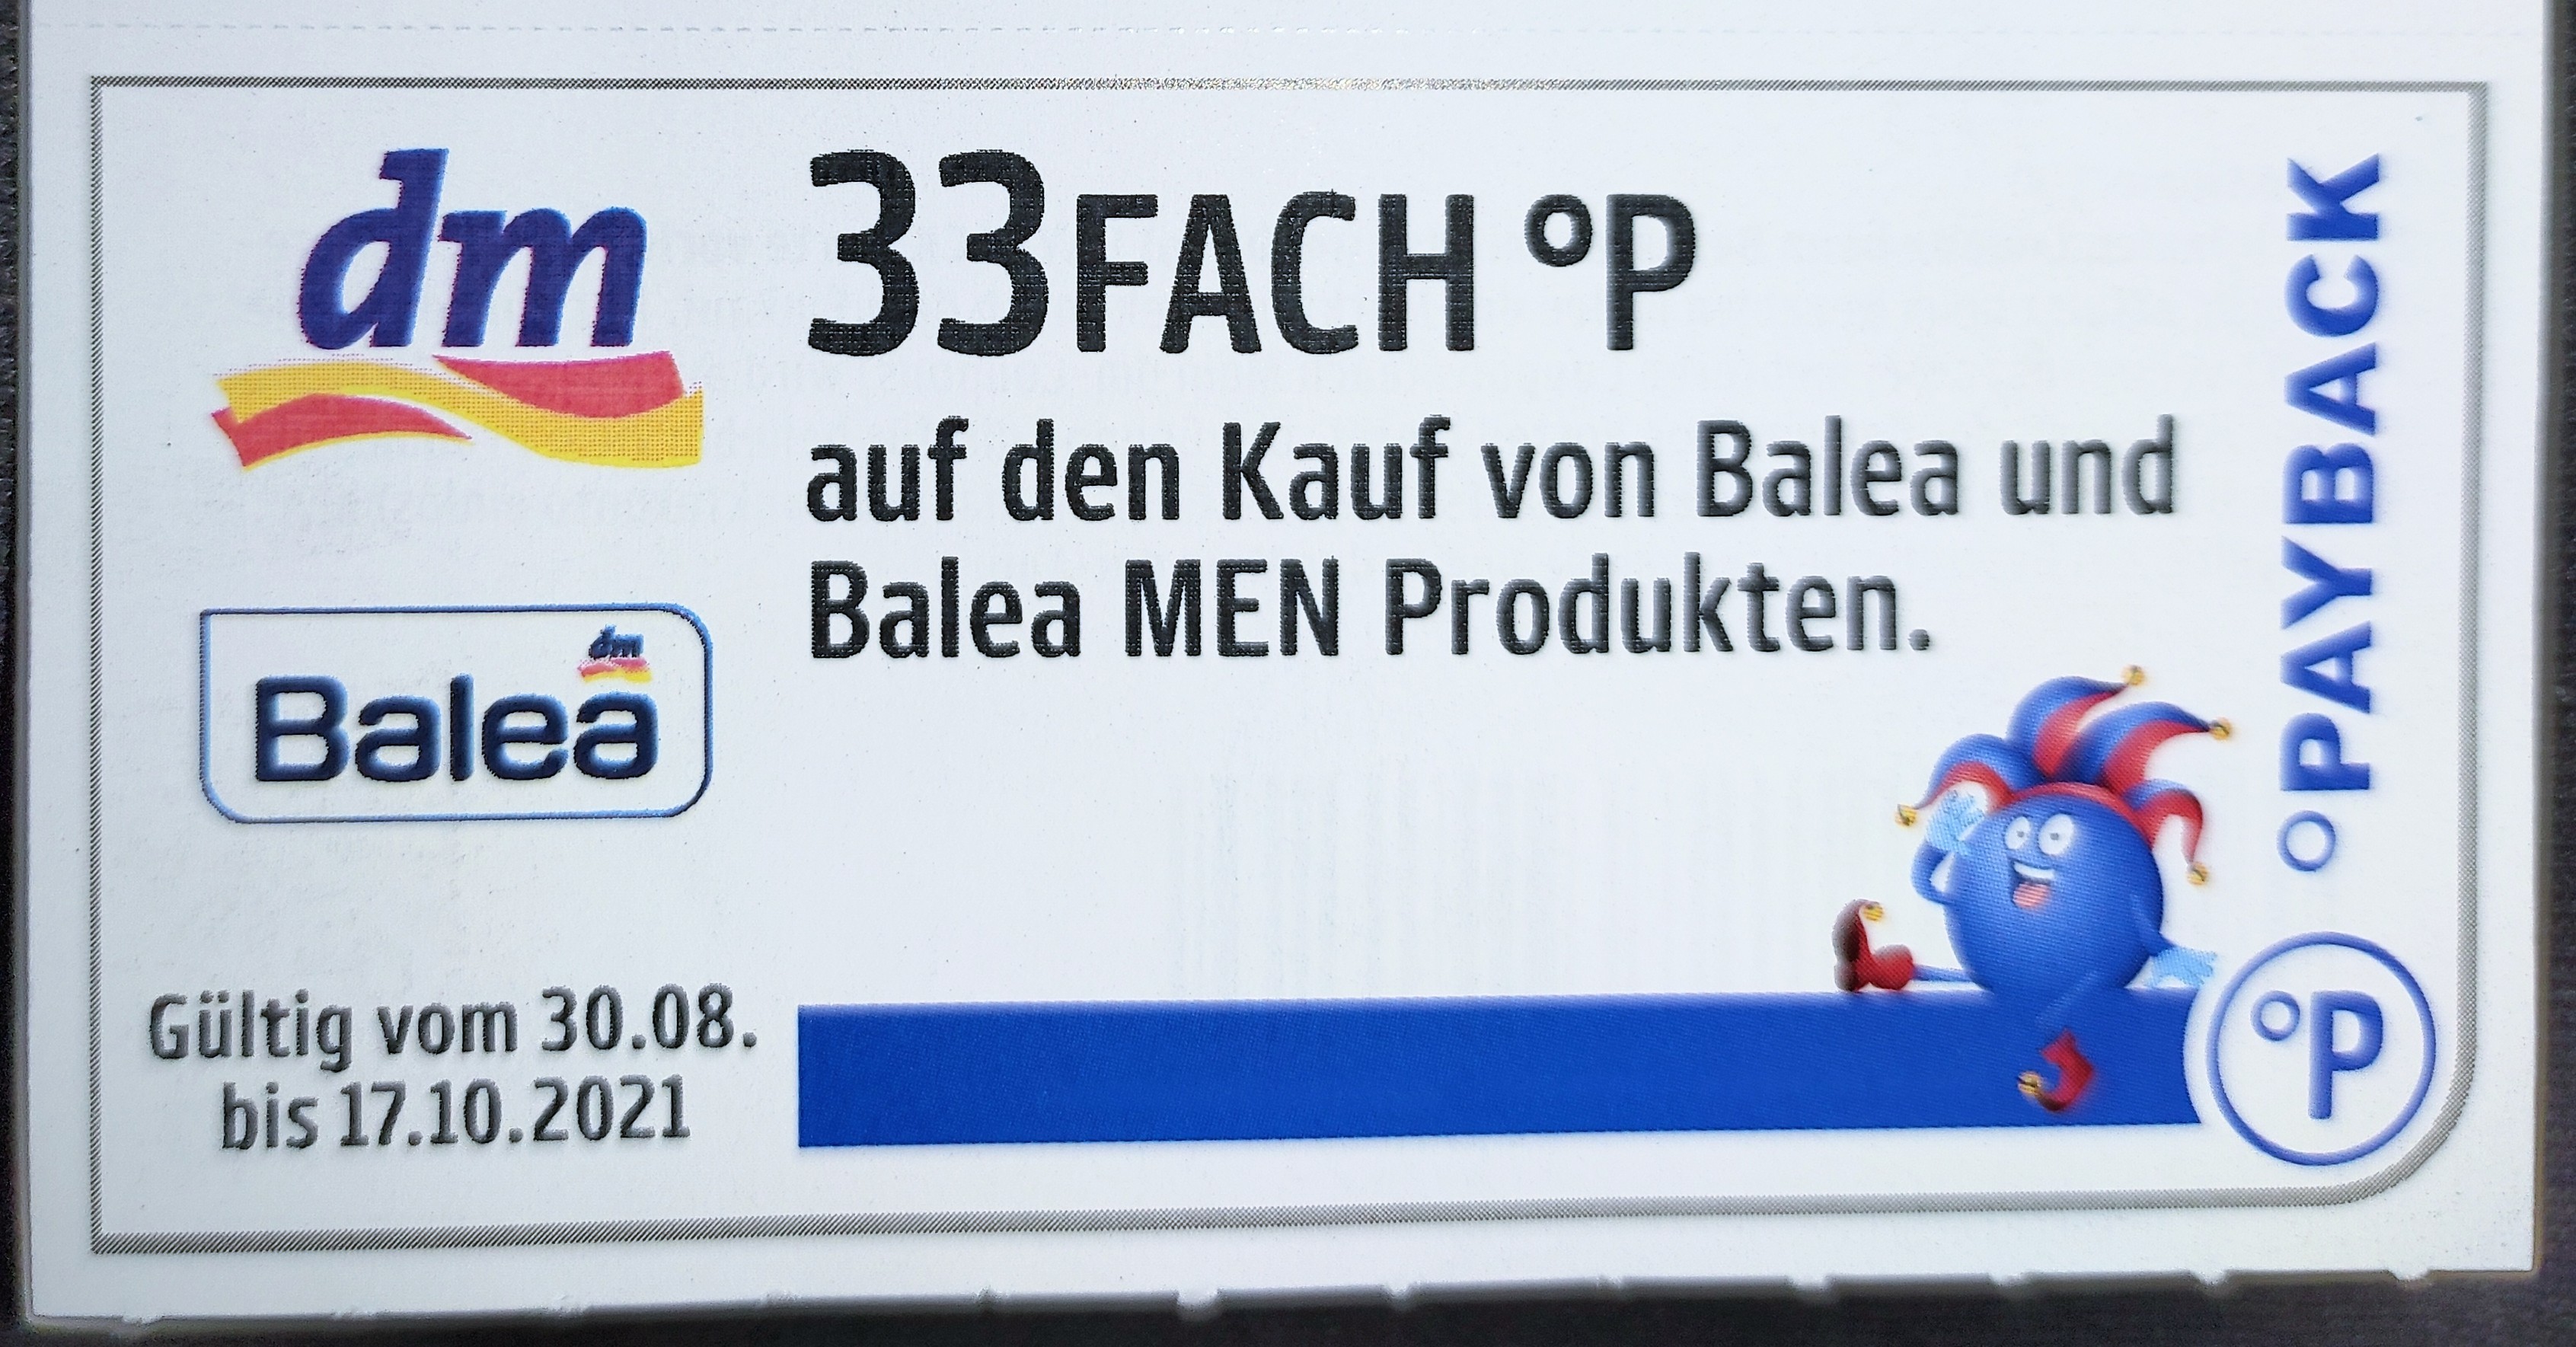 dm
33FACH °P
auf den Kauf von Balea und
Balea MEN Produkten.
dm
Balea
Gültig vom 30.08.
bis 17.10.2021
°PAYBACK
°P